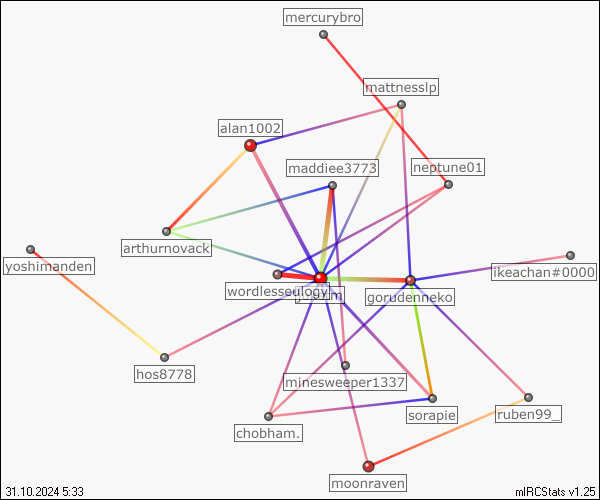 mercurybro
mattnesslp
alan1002
maddiee3773
neptune01
arthurnovack
yoshimanden
ikeachan#0000
wordlesseulogy
gorudenneko
hos8778
minesweeper1337
sorapie
ruben99_
chobham.
moonraven
31.10.2024 5:33
mIRCStats v1.25